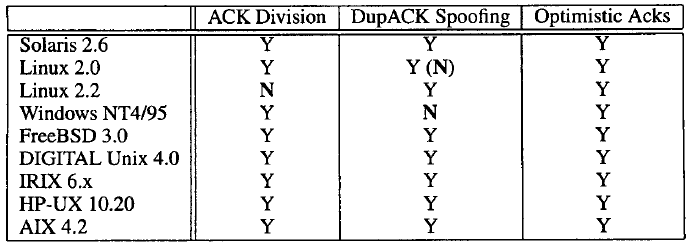 ACK Division DupACK Spoofing Optimistic Acks
Solaris 2.6 Y Y Y
Linux 2.0 Y Y (N) Y
Linux 2.2 N Y Y
Windows NT4/95 Y N Y
FreeBSD 3.0 Y Y Y
DIGITAL Unix 4.0 Y Y Y
IRIX 6.x Y Y Y
HP-UX 10.20 Y Y Y
AIX 4.2 Y Y Y